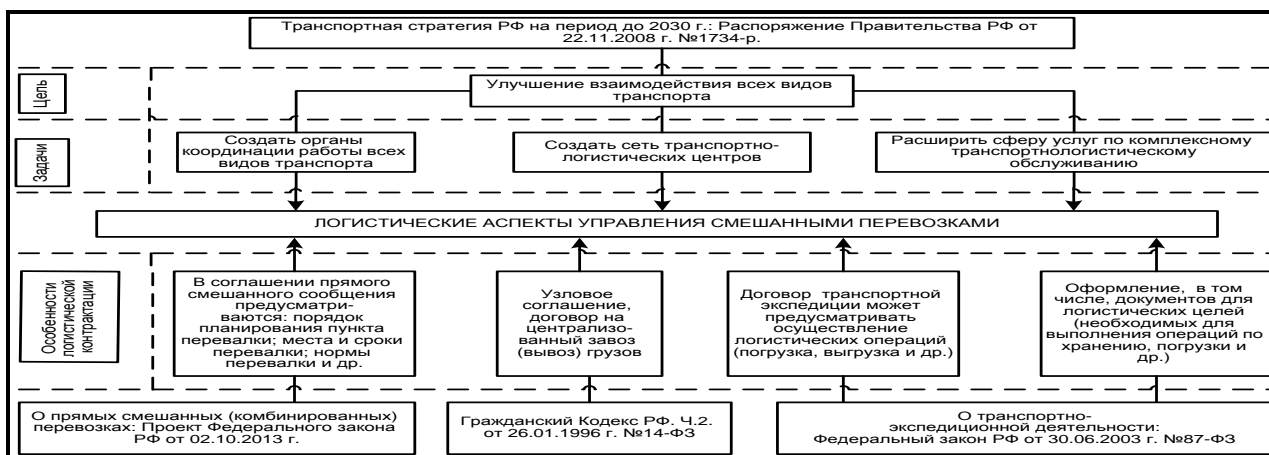 Транспортная стратегия РФ на период до 2030 г.: Распоряжение Правительства РФ от
22.11.2008 г. №1734-р.
Цель
Улучшение взаимодействия всех видов
транспорта
Задачи
Создать органы
координации работы всех
видов транспорта
Создать сеть транспортно-
логистических центров
Расширить сферу услуг по комплексному
транспортнологистическому
обслуживанию
ЛОГИСТИЧЕСКИЕ АСПЕКТЫ УПРАВЛЕНИЯ СМЕШАННЫМИ ПЕРЕВОЗКАМИ
Особенности
логистической
контрактации
В соглашении прямого
смешанного сообщения
предусматри-
ваются: порядок
планирования пункта
перевалки; места и сроки
перевалки; нормы
перевалки и др.
Узловое
соглашение,
договор на
централизо-
ванный завоз
(вывоз) грузов
Договор транспортной
экспедиции может
предусматривать
осуществление
логистических операций
(погрузка, выгрузка и др.)
Оформление, в том
числе, документов для
логистических целей
(необходимых для
выполнения операций по
хранению, погрузки и
др.)
О прямых смешанных (комбинированных)
перевозках: Проект Федерального закона
РФ от 02.10.2013 г.
Гражданский Кодекс РФ. Ч.2.
от 26.01.1996 г. №14-ФЗ
О транспортно-
экспедиционной деятельности:
Федеральный закон РФ от 30.06.2003 г. №87-ФЗ